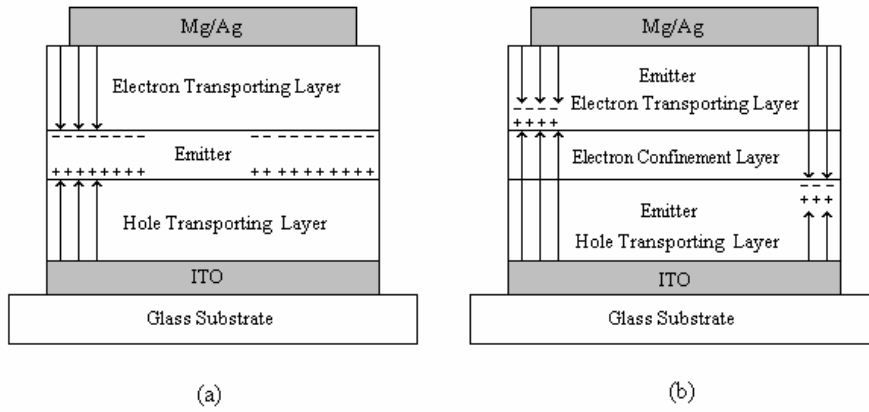 Mg/Ag
Electron Transporting Layer
– – – – – – – – – – – – – – – –
Emitter
+ + + + + + + + + + + + + + + + +
Hole Transporting Layer
ITO
Glass Substrate
(a)
Mg/Ag
Emitter
Electron Transporting Layer
– – – –
+ + + +
Electron Confinement Layer
– – –
+ + +
Emitter
Hole Transporting Layer
ITO
Glass Substrate
(b)